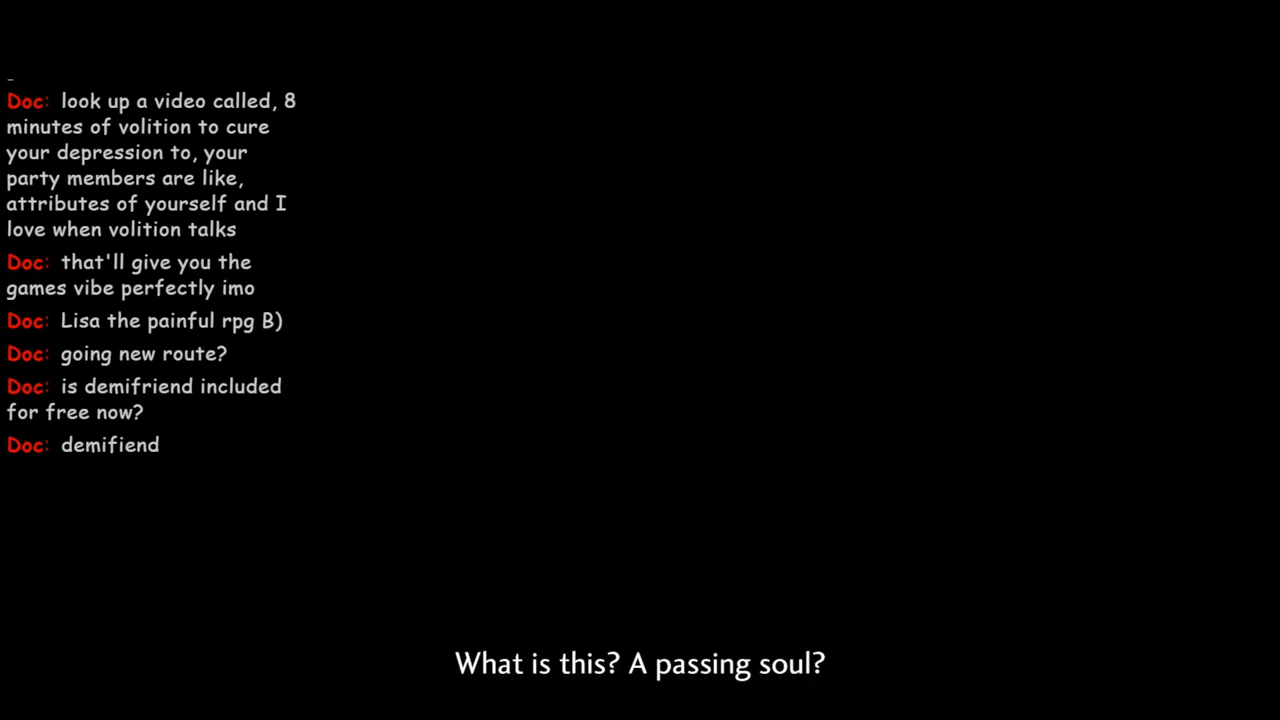 -
Doc: look up a video called, 8
minutes of volition to cure
your depression to, your
party members are like,
attributes of yourself and I
love when volition talks
Doc: that'll give you the
games vibe perfectly imo
Doc: Lisa the painful rpg B)
Doc: going new route?
Doc: is demifriend included
for free now?
Doc: demifiend
What is this? A passing soul?